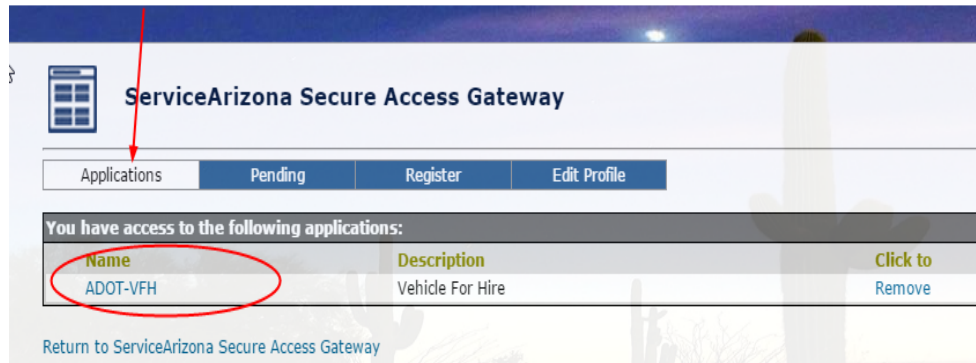 ServiceArizona Secure Access Gateway
Applications Pending Register Edit Profile
You have access to the following applications:
Name Description Click to
ADOT-VFH Vehicle For Hire Remove
Return to ServiceArizona Secure Access Gateway